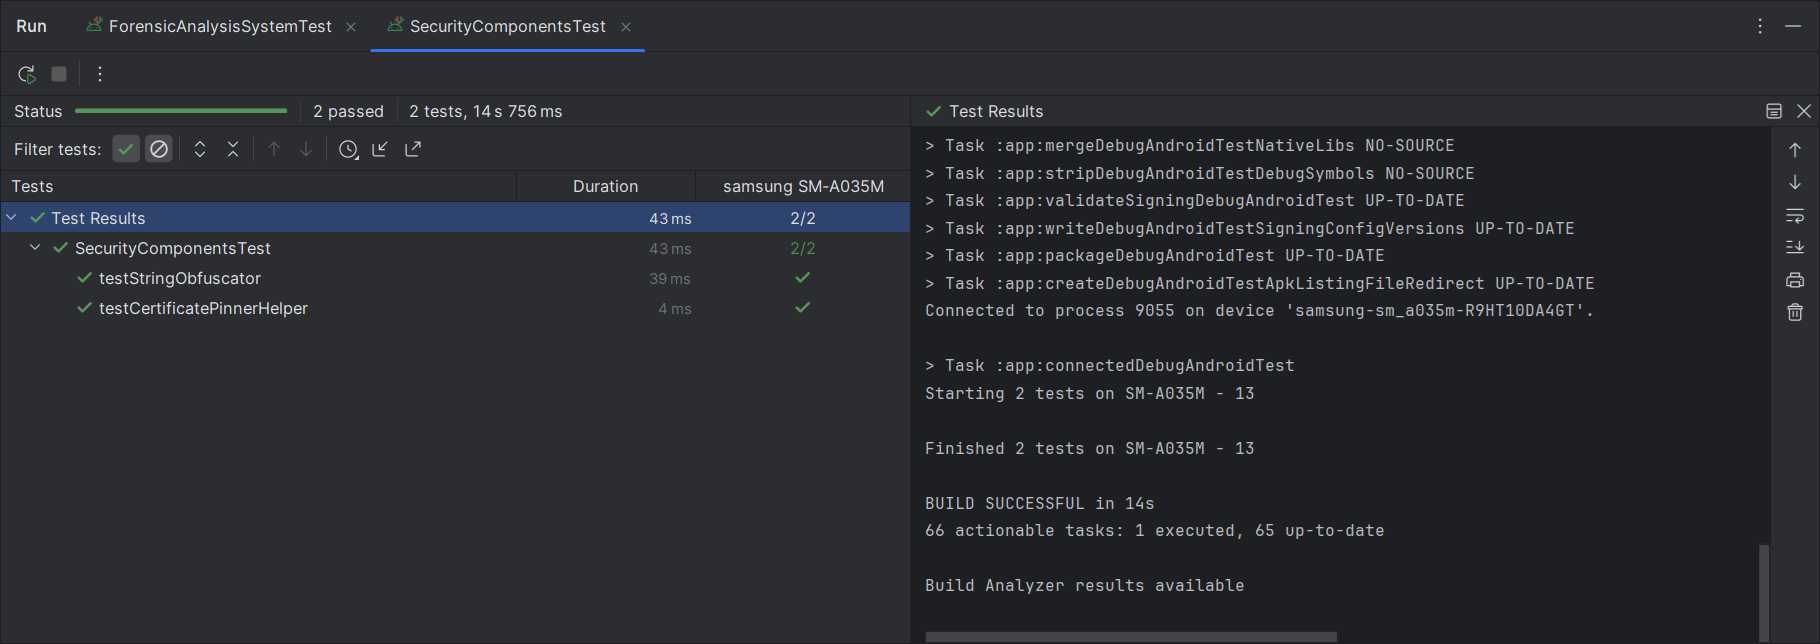 Run ForensicAnalysisSystemTest SecurityComponentsTest
Status 2 passed 2 tests, 14 s 756 ms
Filter tests:
Tests Duration samsung SM-A035M
Test Results 43 ms 2/2
SecurityComponentsTest 43 ms 2/2
testStringObfuscator 39 ms
testCertificatePinnerHelper 4 ms
Test Results
> Task :app:mergeDebugAndroidTestNativeLibs NO-SOURCE
> Task :app:stripDebugAndroidTestDebugSymbols NO-SOURCE
> Task :app:validateSigningDebugAndroidTest UP-TO-DATE
> Task :app:writeDebugAndroidTestSigningConfigVersions UP-TO-DATE
> Task :app:packageDebugAndroidTest UP-TO-DATE
> Task :app:createDebugAndroidTestApkListingFileRedirect UP-TO-DATE
Connected to process 9055 on device 'samsung-sm_a035m-R9HT10DA4GT'.
> Task :app:connectedDebugAndroidTest
Starting 2 tests on SM-A035M - 13
Finished 2 tests on SM-A035M - 13
BUILD SUCCESSFUL in 14s
66 actionable tasks: 1 executed, 65 up-to-date
Build Analyzer results available